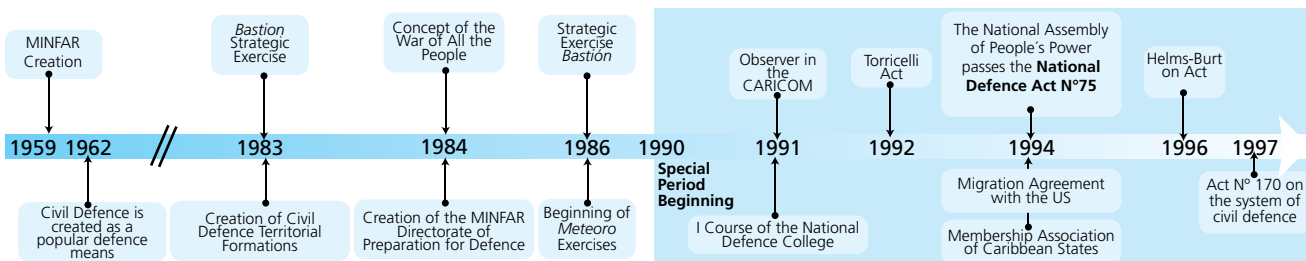 MINFAR
Creation
Bastion
Strategic
Exercise
Concept of the
War of All the
People
Strategic
Exercise
Bastión
Observer in
the
CARICOM
Torricelli
Act
The National Assembly
of People´s Power
passes the National
Defence Act Nº75
Helms-Burt
on Act
1959 1962 1983 1984 1986 1990 1991 1992 1994 1996 1997
Special
Period
Beginning
Civil Defence is
created as a
popular defence
means
Creation of Civil
Defence Territorial
Formations
Creation of the MINFAR
Directorate of
Preparation for Defence
Beginning of
Meteoro
Exercises
I Course of the National
Defence College
Migration Agreement
with the US
Membership Association
of Caribbean States
Act Nº 170 on
the system of
civil defence